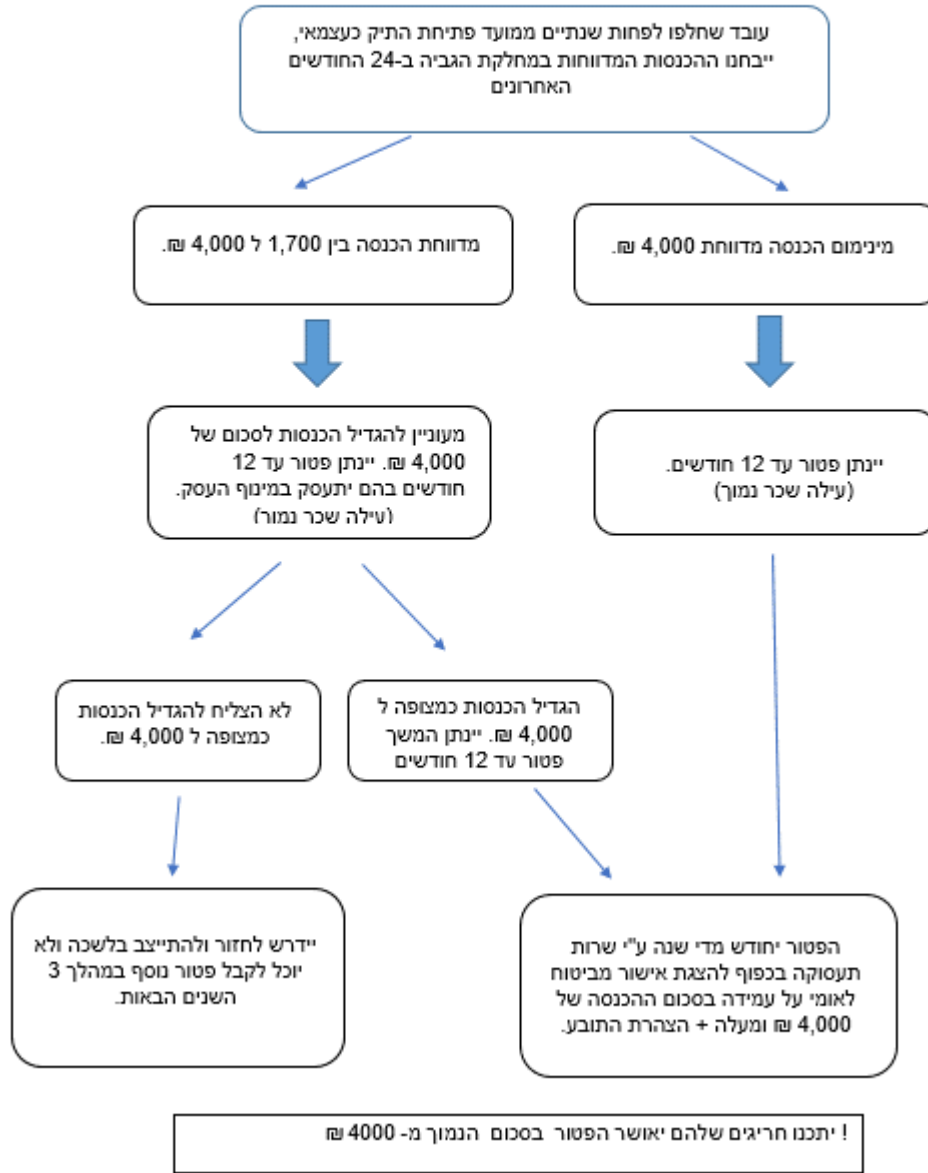 עובד שחלפו לפחות שנתיים ממועד פתיחת התיק כעצמאי,
ייבחנו ההכנסות המדווחות במחלקת הגביה ב-24 החודשים
האחרונים
מינימום הכנסה מדווחת 4,000 ₪.
מדווחת הכנסה בין 1,700 ל 4,000 ₪.
יינתן פטור עד 12 חודשים.
(עילה שכר נמוך)
מעוניין להגדיל הכנסות לסכום של
4,000 ₪. יינתן פטור עד 12
חודשים בהם יתעסק במינוף העסק.
(עילה שכר נמוך)
הגדיל הכנסות כמצופה ל
4,000 ₪. יינתן המשך
פטור עד 12 חודשים
לא הצליח להגדיל הכנסות
כמצופה ל 4,000 ₪.
הפטור יחודש מדי שנה ע"י שרות
תעסוקה בכפוף להצגת אישור מביטוח
לאומי על עמידה בסכום ההכנסה של
4,000 ₪ ומעלה + הצהרת התובע.
יידרש לחזור ולהתייצב בלשכה ולא
יוכל לקבל פטור נוסף במהלך 3
השנים הבאות.
! יתכנו חריגים שלהם יאושר הפטור בסכום הנמוך מ- 4000 ₪